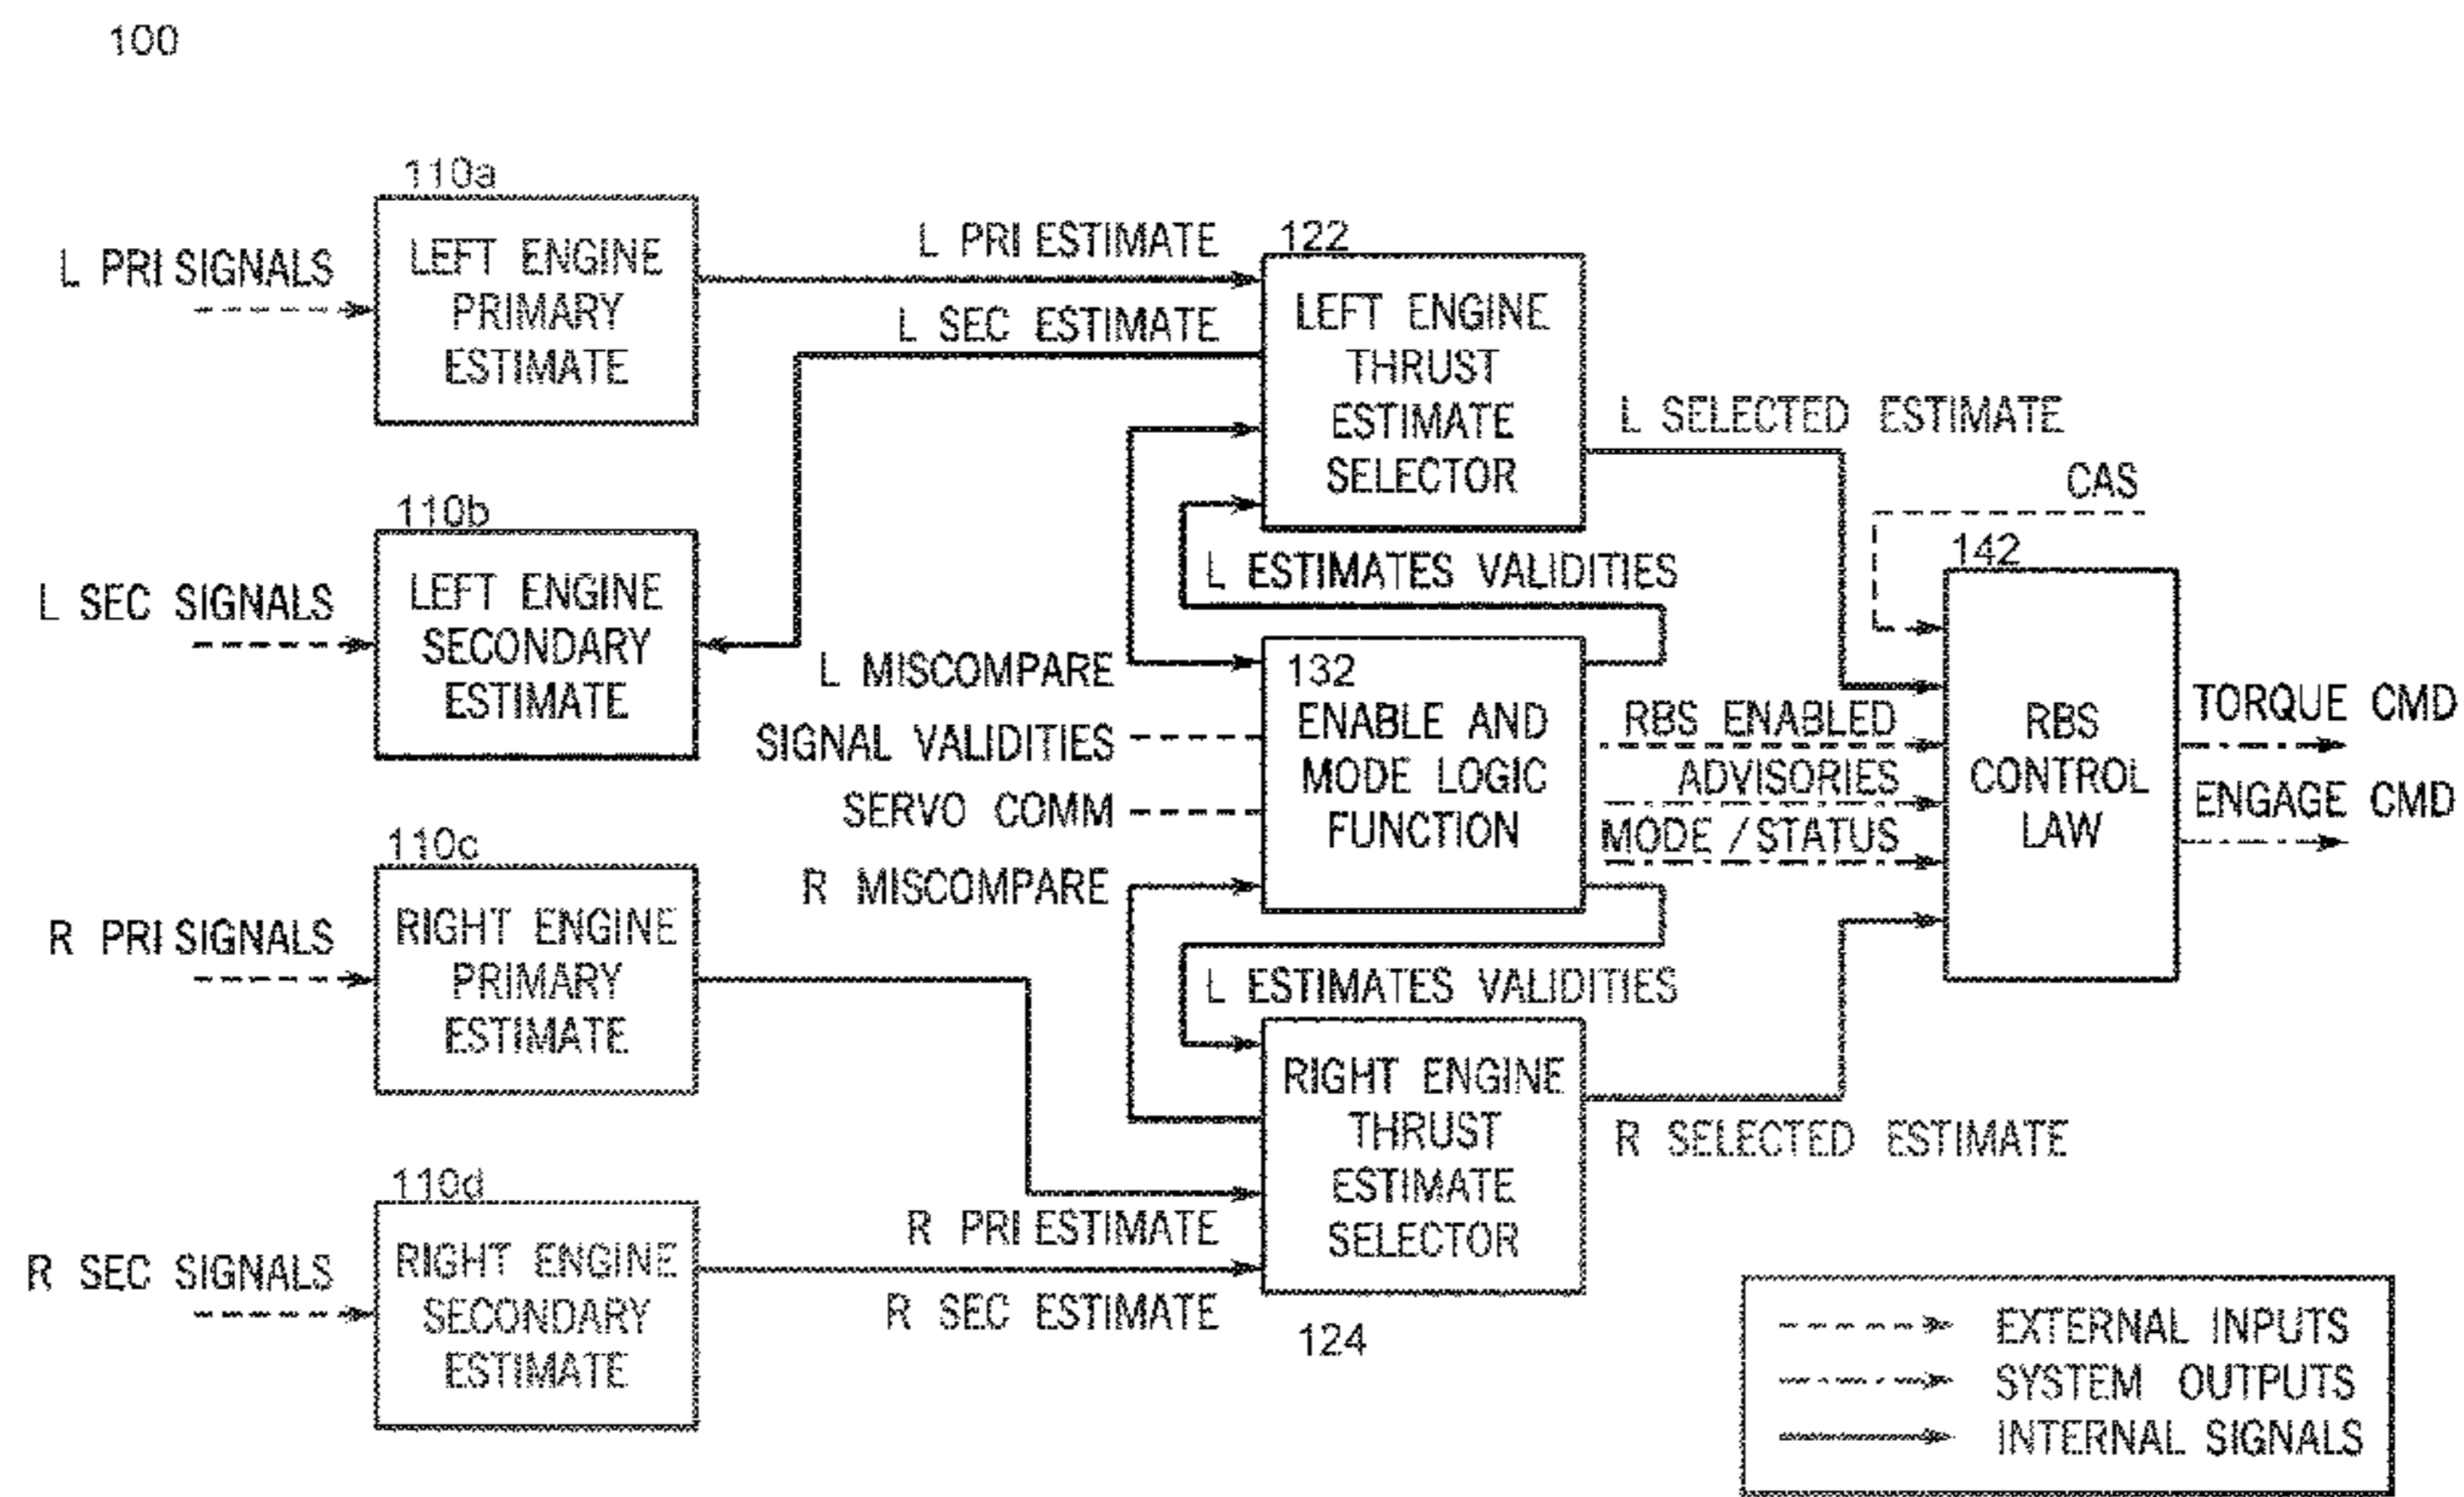 100
110a
L PRI SIGNALS
LEFT ENGINE
PRIMARY
ESTIMATE
L PRI ESTIMATE
L SEC ESTIMATE
122
LEFT ENGINE
THRUST
ESTIMATE
SELECTOR
L SELECTED ESTIMATE
CAS
110b
L SEC SIGNALS
LEFT ENGINE
SECONDARY
ESTIMATE
L ESTIMATES VALIDITIES
L MISCOMPARE
SIGNAL VALIDITIES
SERVO COMM
R MISCOMPARE
132
ENABLE AND
MODE LOGIC
FUNCTION
RBS ENABLED
ADVISORIES
MODE / STATUS
142
RBS
CONTROL
LAW
TORQUE CMD
ENGAGE CMD
110c
R PRI SIGNALS
RIGHT ENGINE
PRIMARY
ESTIMATE
L ESTIMATES VALIDITIES
RIGHT ENGINE
THRUST
ESTIMATE
SELECTOR
124
R SELECTED ESTIMATE
110d
R SEC SIGNALS
RIGHT ENGINE
SECONDARY
ESTIMATE
R PRI ESTIMATE
R SEC ESTIMATE
EXTERNAL INPUTS
SYSTEM OUTPUTS
INTERNAL SIGNALS